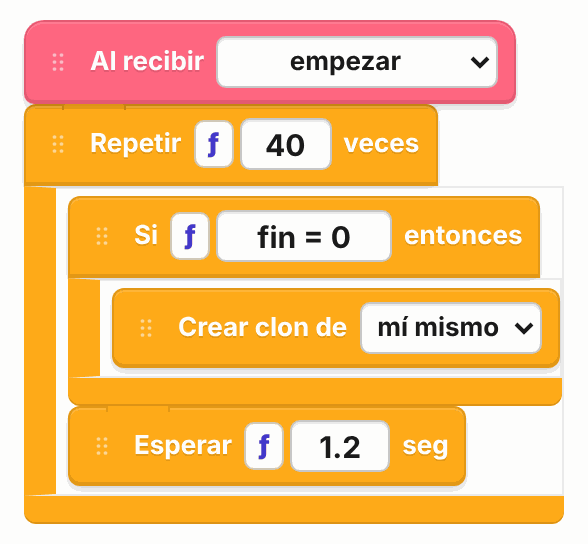 Al recibir empezar
Repetir ƒ 40 veces
Si ƒ fin = 0 entonces
Crear clon de mí mismo
Esperar ƒ 1.2 seg